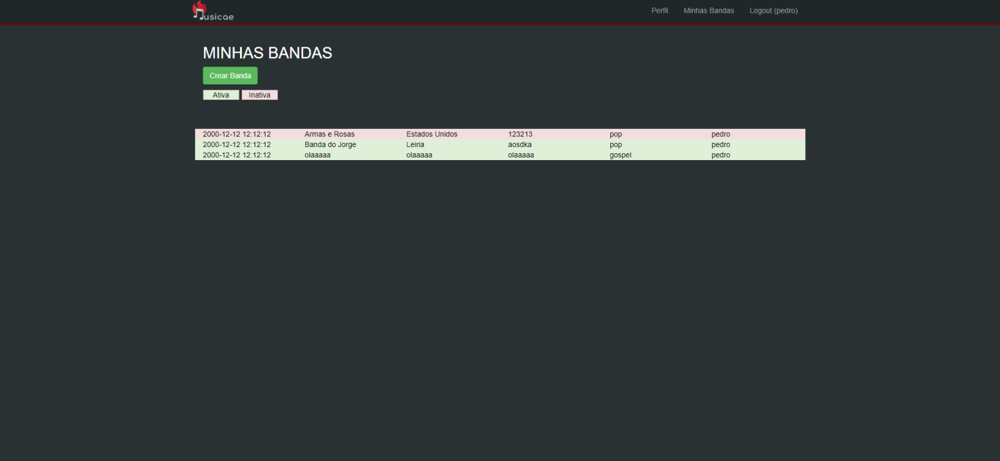 usicae Perfil Minhas Bandas Logout (pedro)
MINHAS BANDAS
Crear Banda
Ativa Inativa
2000-12-12 12:12:12 Armas e Rosas Estados Unidos 123213 pop pedro
2000-12-12 12:12:12 Banda do Jorge Leiria aosdka pop pedro
2000-12-12 12:12:12 olaaaaa olaaaaa olaaaaa gospel pedro